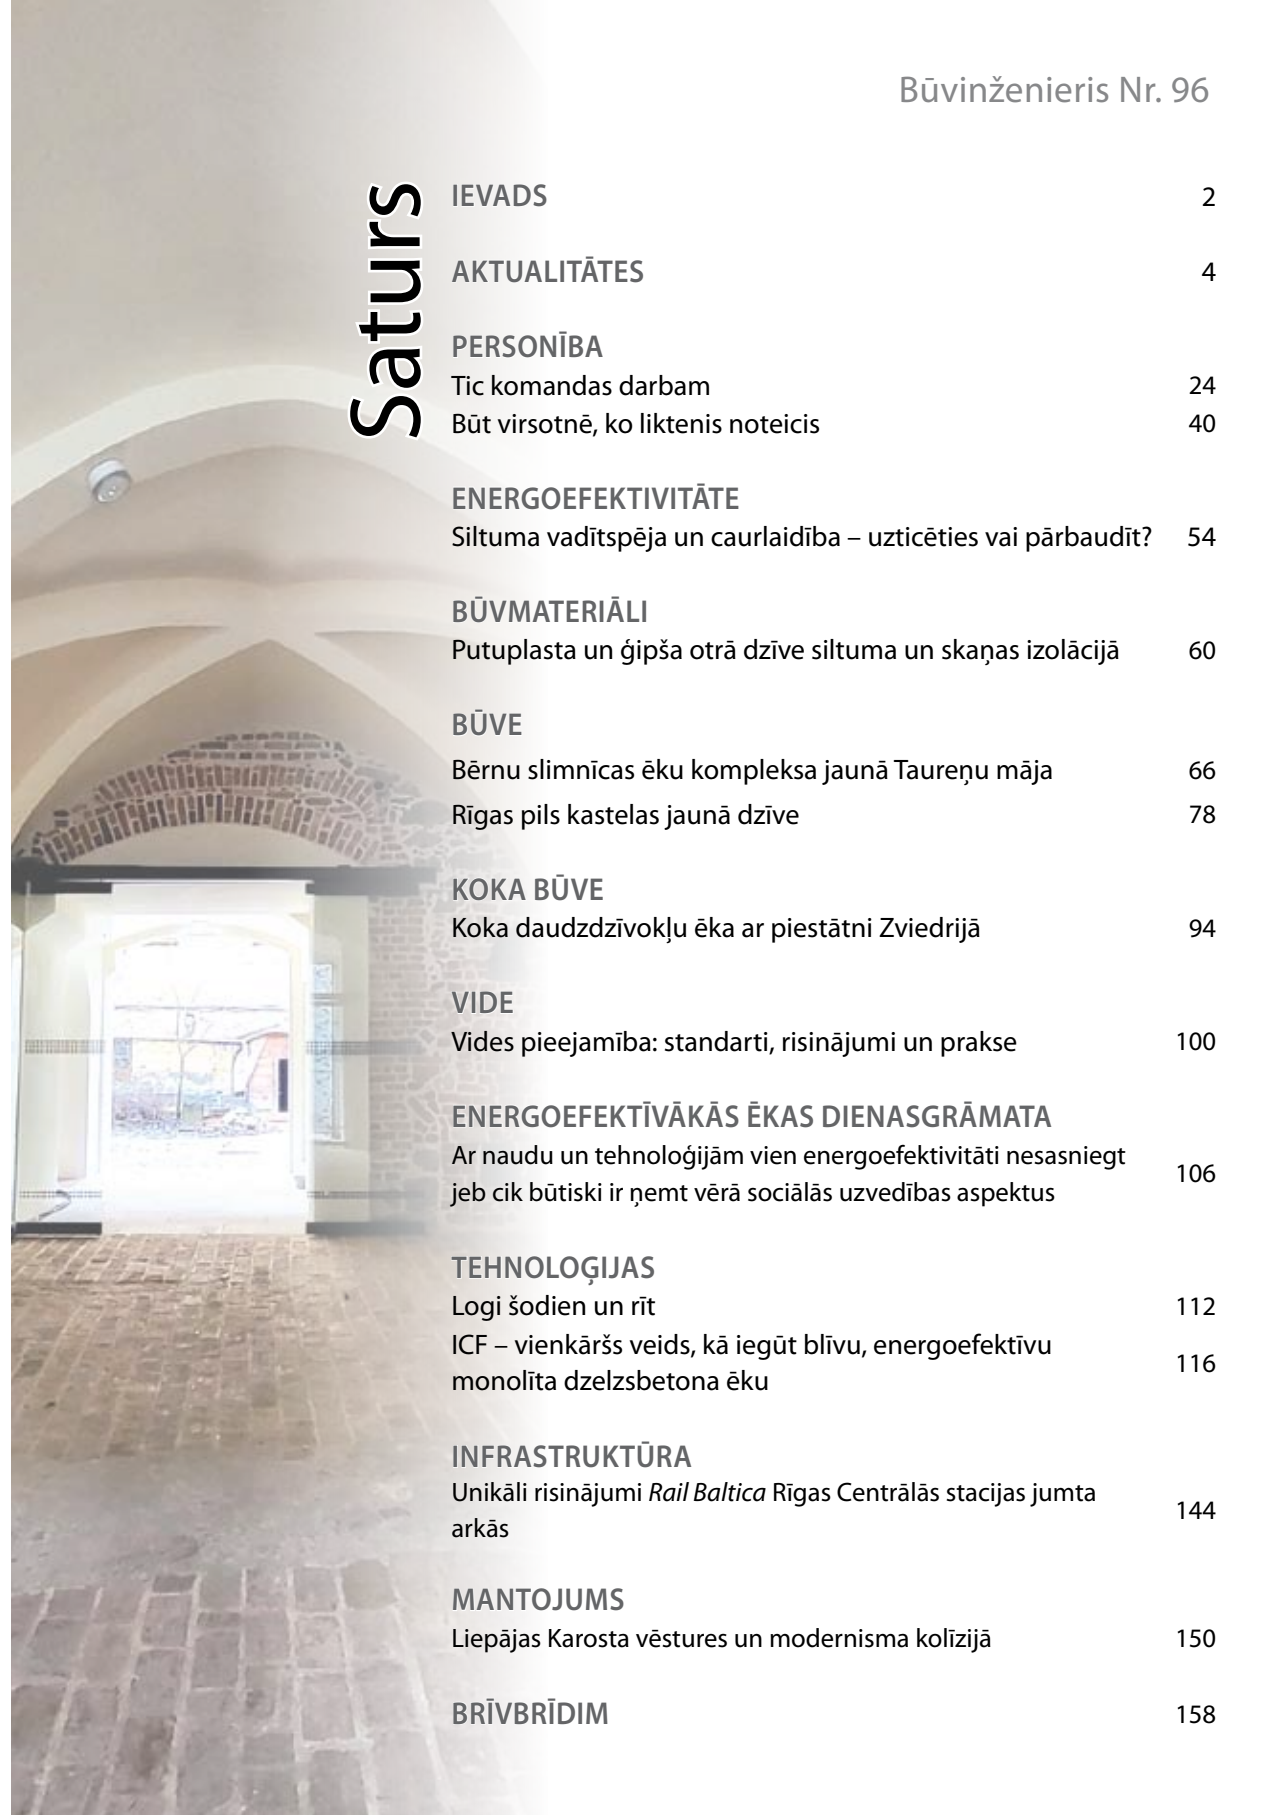 Būvinženieris Nr. 96
Saturs
IEVADS 2
AKTUALITĀTES 4
PERSONĪBA
Tic komandas darbam 24
Būt virsotnē, ko liktenis noteicis 40
ENERGOEFEKTIVITĀTE
Siltuma vadītspēja un caurlaidība – uzticēties vai pārbaudīt? 54
BŪVMATERIĀLI
Putuplasta un ģipša otrā dzīve siltuma un skaņas izolācijā 60
BŪVE
Bērnu slimnīcas ēku kompleksa jaunā Taureņu māja 66
Rīgas pils kastelas jaunā dzīve 78
KOKA BŪVE
Koka daudzdzīvokļu ēka ar piestātni Zviedrijā 94
VIDE
Vides pieejamība: standarti, risinājumi un prakse 100
ENERGOEFEKTĪVĀKĀS ĒKAS DIENASGRĀMATA
Ar naudu un tehnoloģijām vien energoefektivitāti nesasniegt
jeb cik būtiski ir ņemt vērā sociālās uzvedības aspektus 106
TEHNOLOĢIJAS
Logi šodien un rīt 112
ICF – vienkāršs veids, kā iegūt blīvu, energoefektīvu
monolīta dzelzsbetona ēku 116
INFRASTRUKTŪRA
Unikāli risinājumi Rail Baltica Rīgas Centrālās stacijas jumta
arkās 144
MANTOJUMS
Liepājas Karosta vēstures un modernisma kolīzijā 150
BRĪVBRĪDIM 158